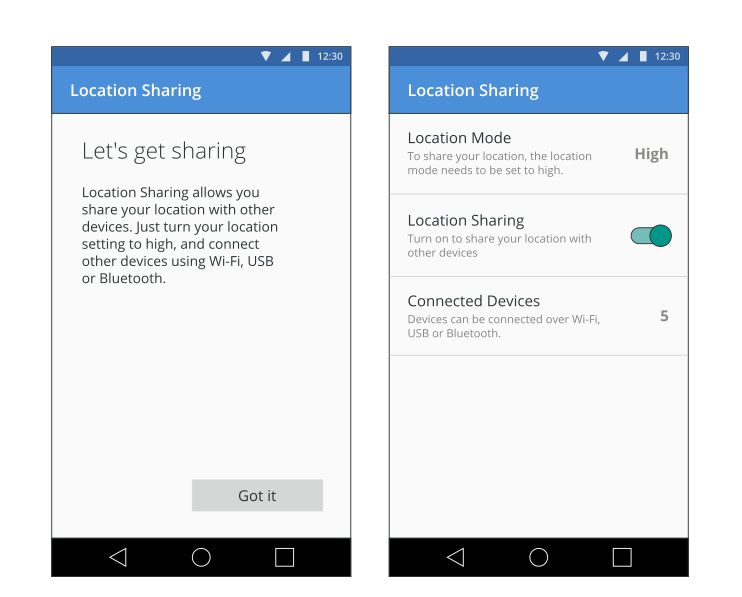 12:30
Location Sharing
Let's get sharing
Location Sharing allows you
share your location with other
devices. Just turn your location
setting to high, and connect
other devices using Wi-Fi, USB
or Bluetooth.
Got it
12:30
Location Sharing
Location Mode
To share your location, the location
mode needs to be set to high.
High
Location Sharing
Turn on to share your location with
other devices
Connected Devices
Devices can be connected over Wi-Fi,
USB or Bluetooth.
5